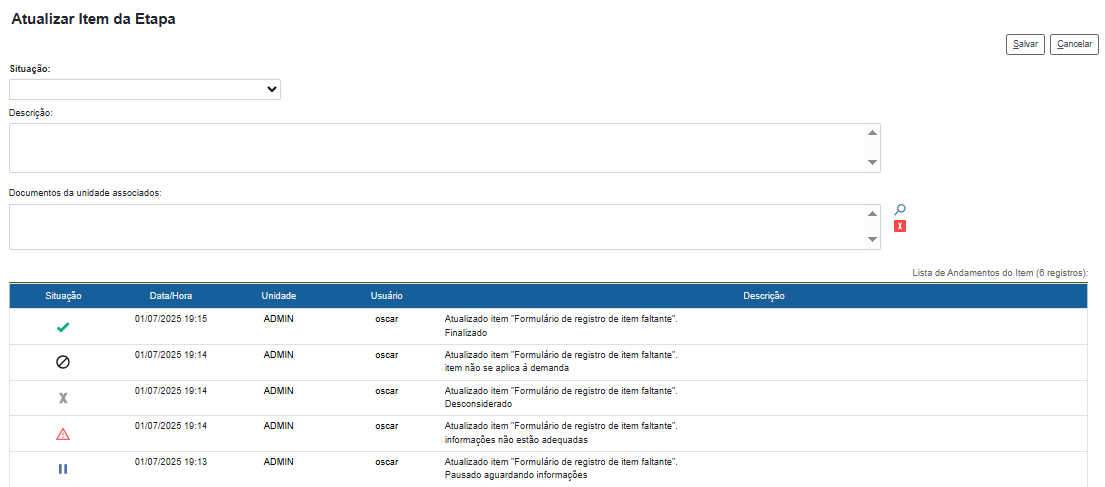 Atualizar Item da Etapa
Salvar Cancelar
Situação:
Descrição:
Documentos da unidade associados:
Lista de Andamentos do Item (6 registros):
Situação Data/Hora Unidade Usuário Descrição
01/07/2025 19:15 ADMIN oscar Atualizado item "Formulário de registro de item faltante".
Finalizado
01/07/2025 19:14 ADMIN oscar Atualizado item "Formulário de registro de item faltante".
item não se aplica à demanda
01/07/2025 19:14 ADMIN oscar Atualizado item "Formulário de registro de item faltante".
Desconsiderado
01/07/2025 19:14 ADMIN oscar Atualizado item "Formulário de registro de item faltante".
informações não estão adequadas
01/07/2025 19:13 ADMIN oscar Atualizado item "Formulário de registro de item faltante".
Pausado aguardando informações